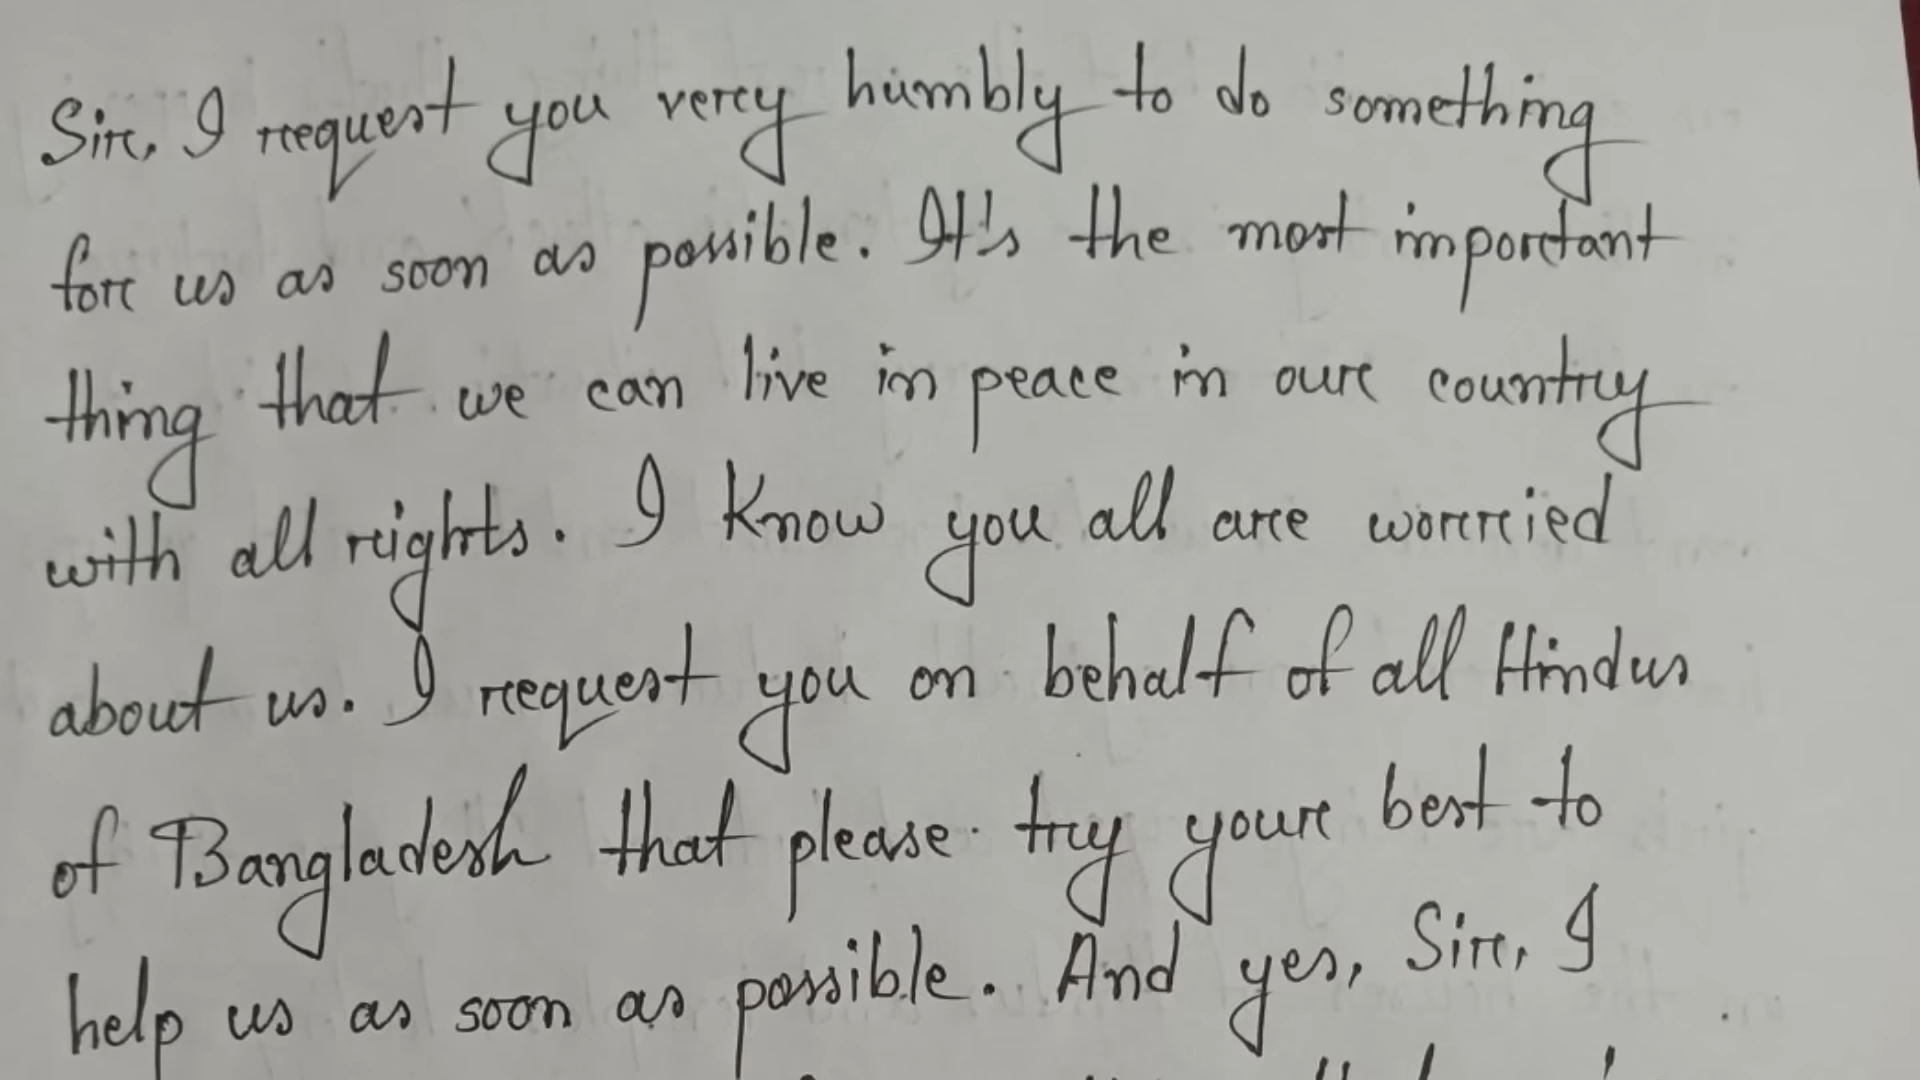 Sir, I request you very humbly to do something
for us as soon as possible. It's the most important
thing that we can live in peace in our country
with all rights. I know you all are worried
about us. I request you on behalf of all Hindus
of Bangladesh that please try your best to
help us as soon as possible. And yes, Sir, I